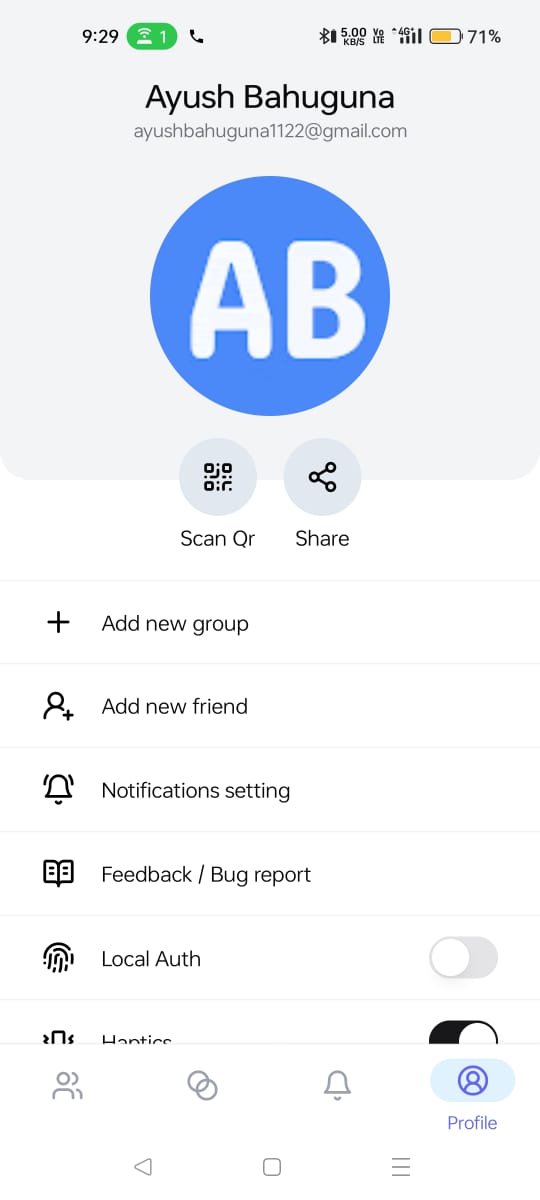 9:29 1 5.00 KB/S Vo LTE 4G 71%
Ayush Bahuguna
ayushbahuguna1122@gmail.com
AB
Scan Qr Share
Add new group
Add new friend
Notifications setting
Feedback / Bug report
Local Auth
Haptics
Profile